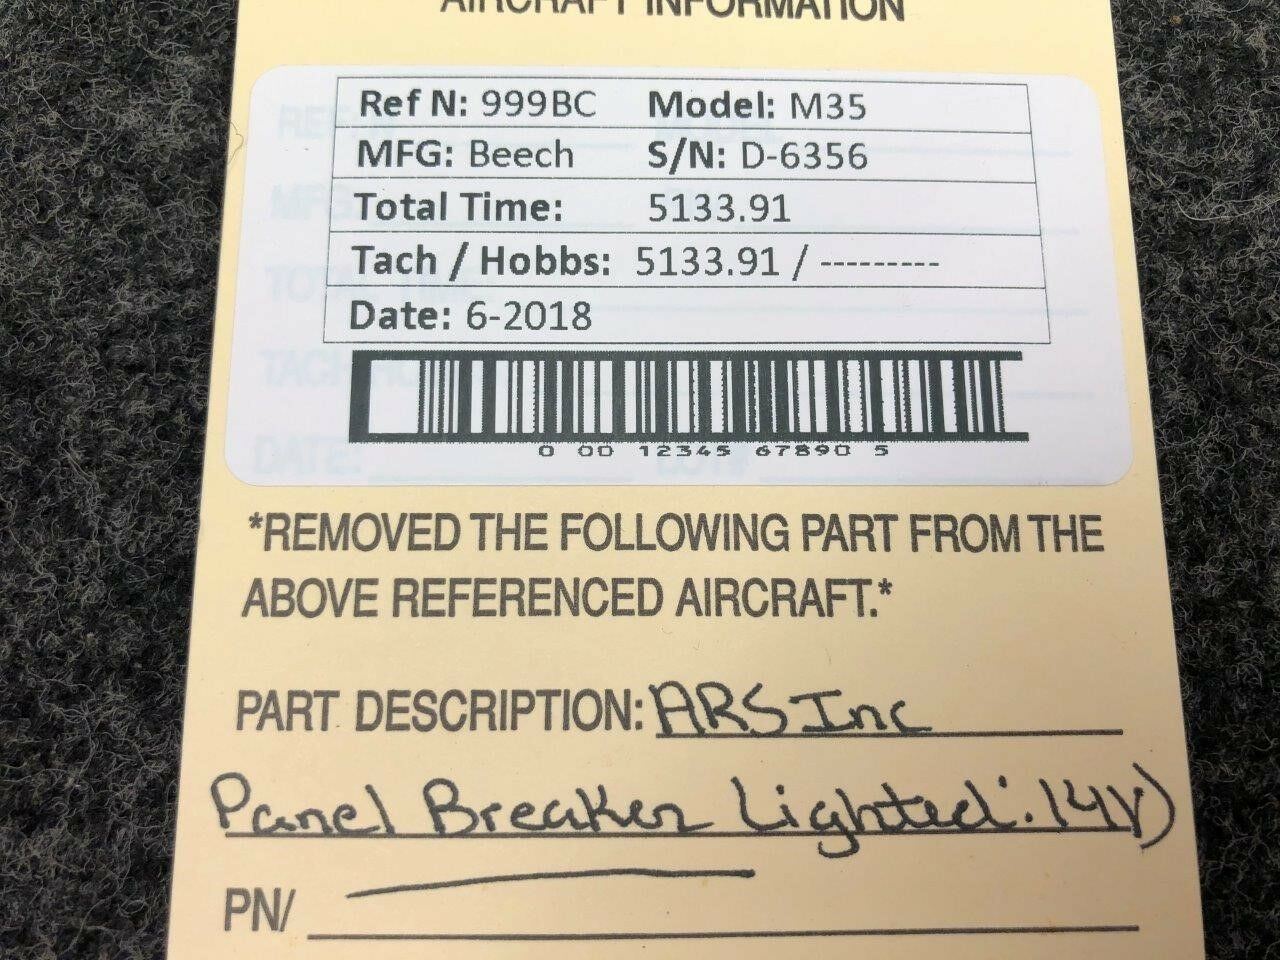 AIRCRAFT INFORMATION
Ref N: 999BC Model: M35
MFG: Beech S/N: D-6356
Total Time: 5133.91
Tach / Hobbs: 5133.91 / ---------
Date: 6-2018
0 00 12345 67890 5
*REMOVED THE FOLLOWING PART FROM THE
ABOVE REFERENCED AIRCRAFT.*
PART DESCRIPTION: ARS Inc
Panel Breaker Lighted: 14V)
PN/